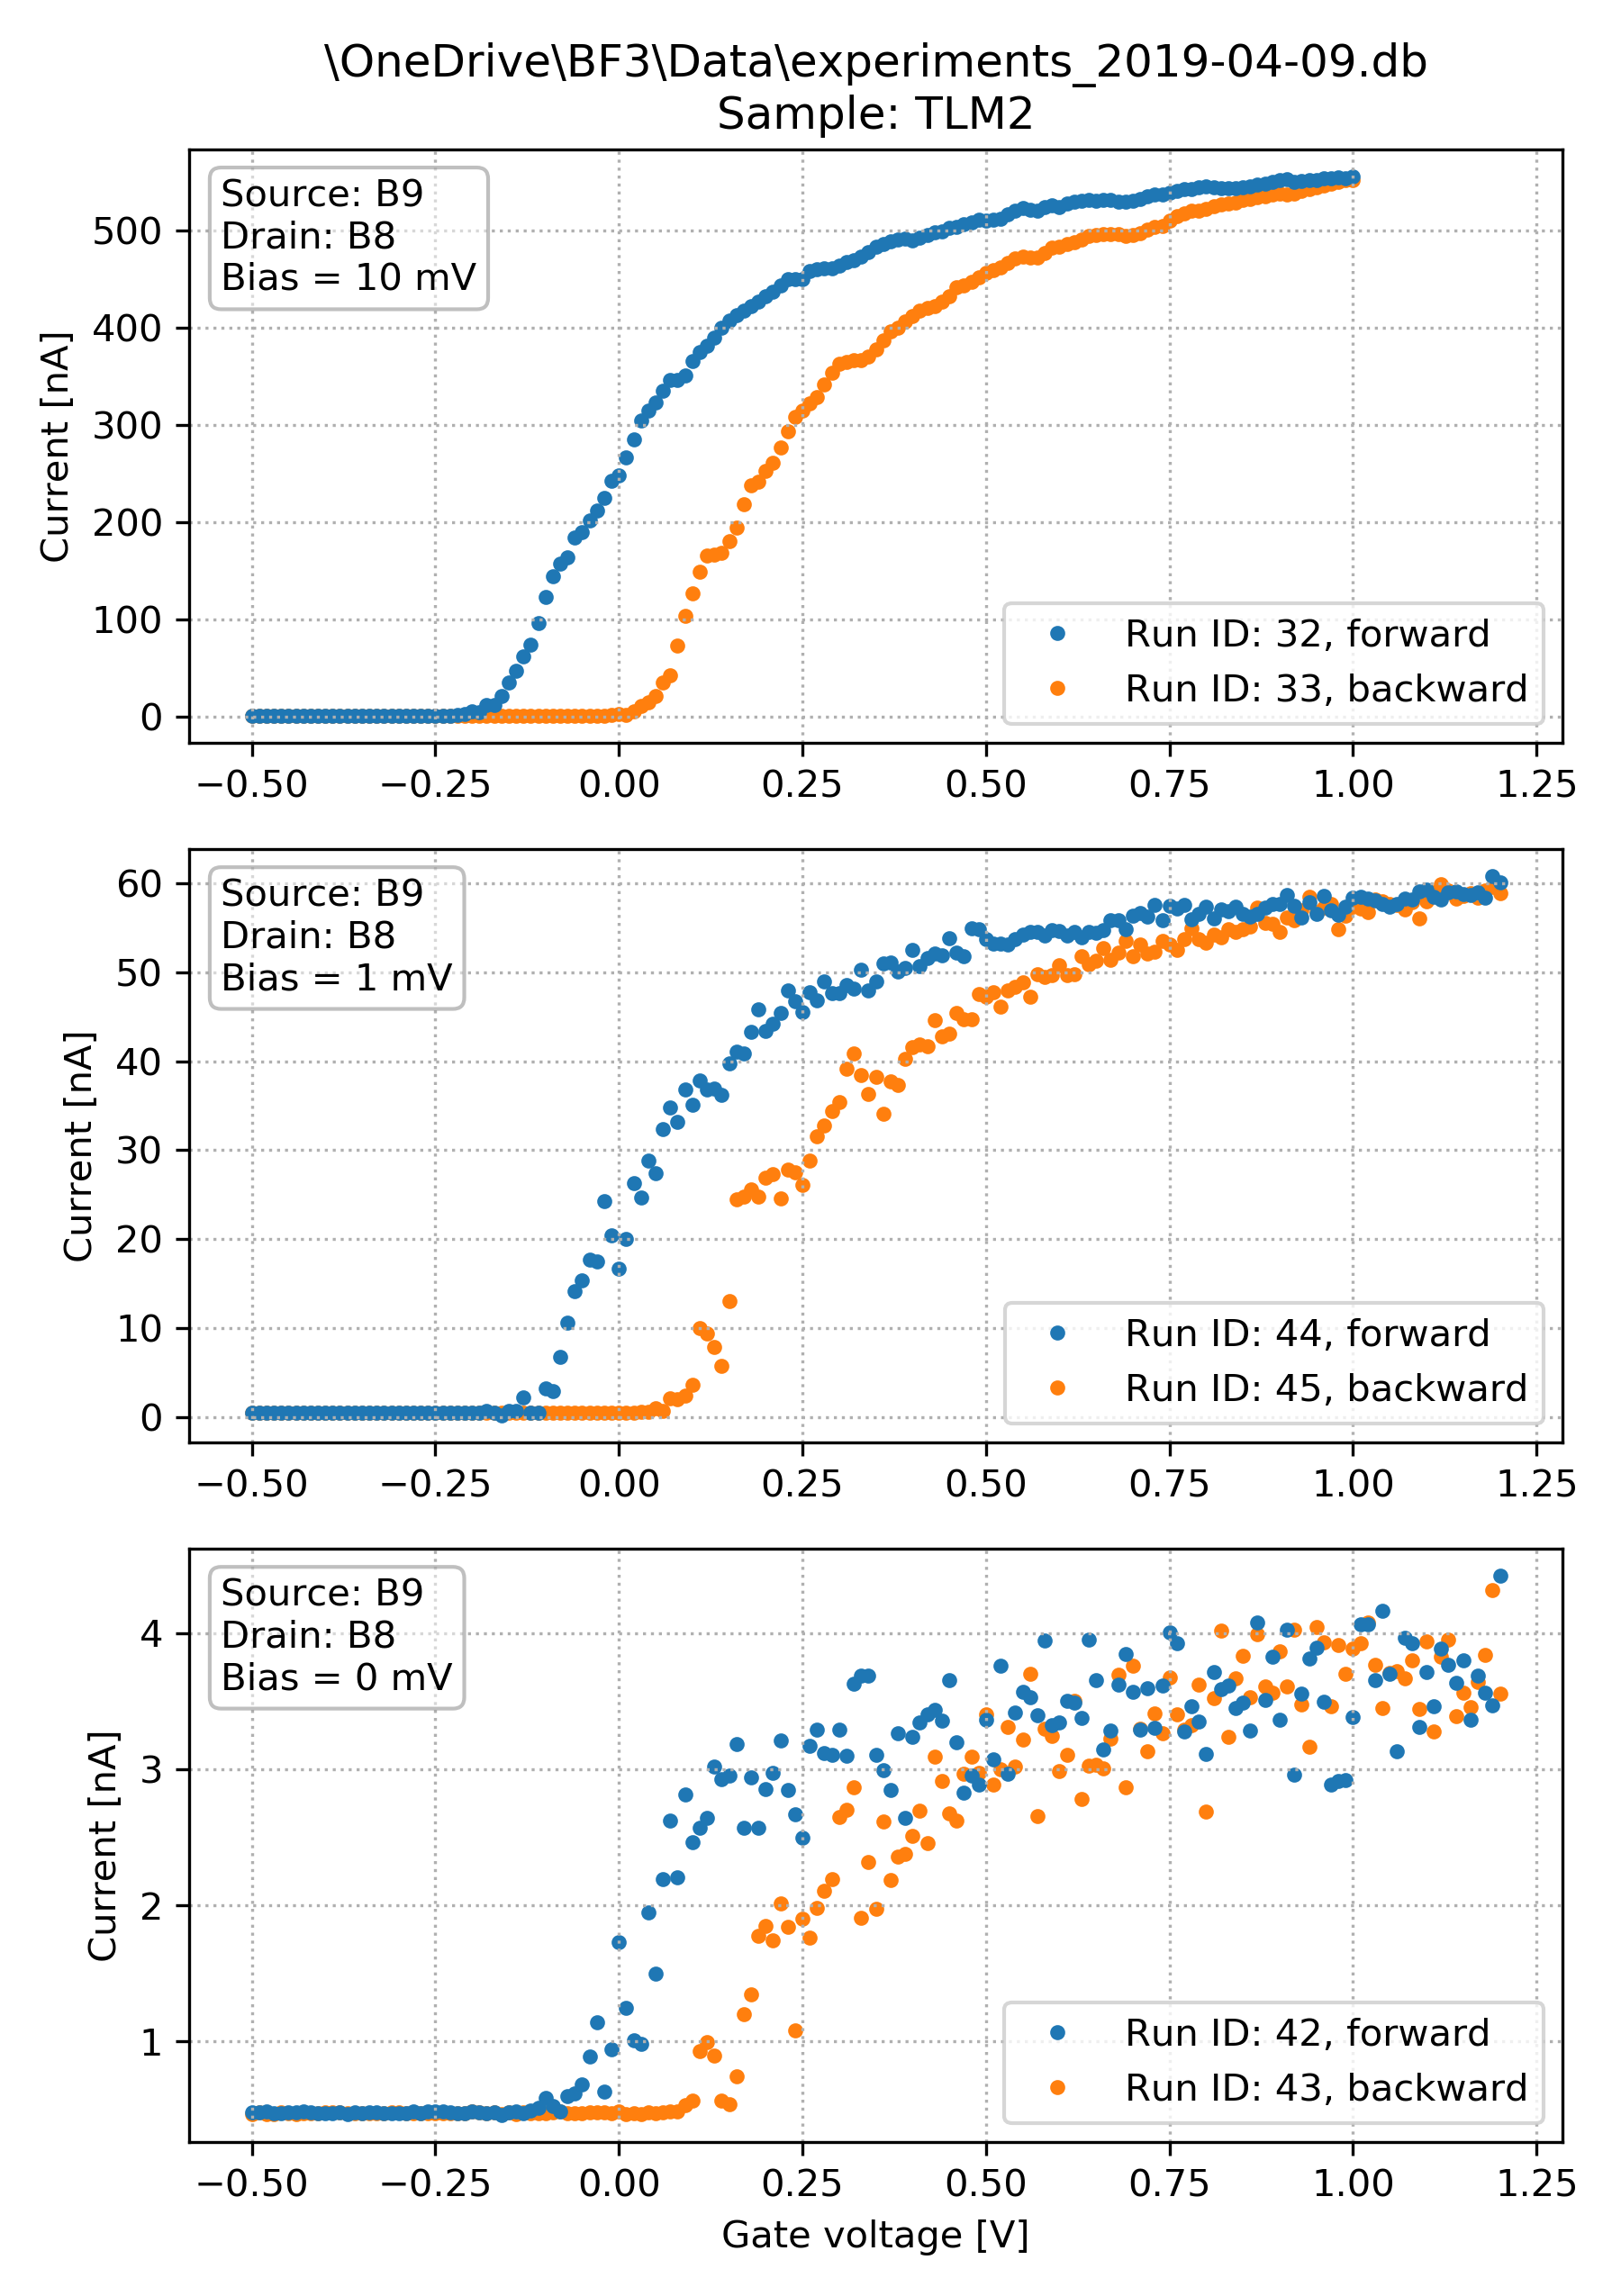 \OneDrive\BF3\Data\experiments_2019-04-09.db
Sample: TLM2
Source: B9
Drain: B8
Bias = 10 mV
Current [nA]
500
400
300
200
100
0
Run ID: 32, forward
Run ID: 33, backward
−0.50 −0.25 0.00 0.25 0.50 0.75 1.00 1.25
Source: B9
Drain: B8
Bias = 1 mV
Current [nA]
60
50
40
30
20
10
0
Run ID: 44, forward
Run ID: 45, backward
−0.50 −0.25 0.00 0.25 0.50 0.75 1.00 1.25
Source: B9
Drain: B8
Bias = 0 mV
Current [nA]
4
3
2
1
Run ID: 42, forward
Run ID: 43, backward
−0.50 −0.25 0.00 0.25 0.50 0.75 1.00 1.25
Gate voltage [V]